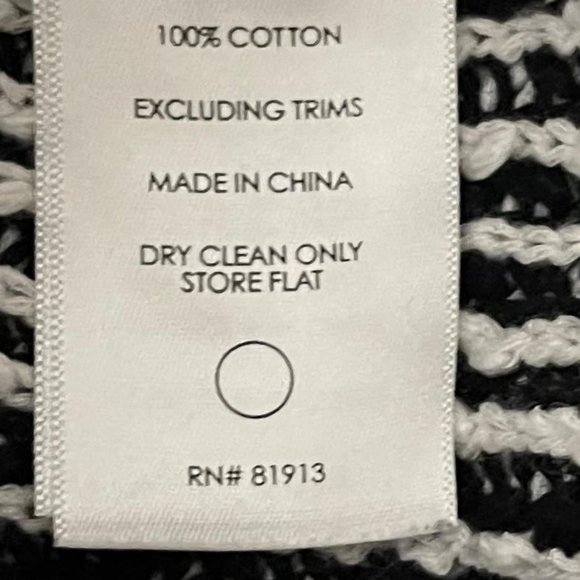 100% COTTON
EXCLUDING TRIMS
MADE IN CHINA
DRY CLEAN ONLY
STORE FLAT
RN# 81913